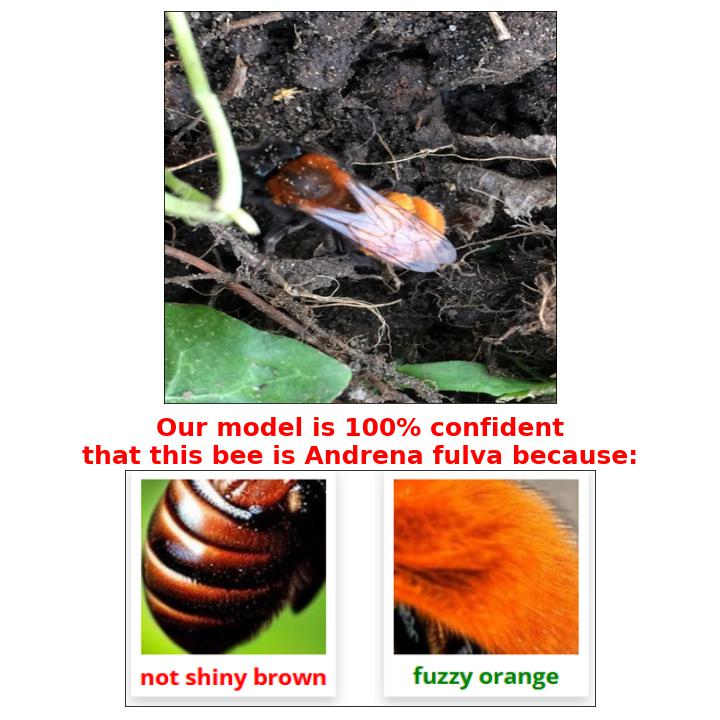 Our model is 100% confident
that this bee is Andrena fulva because:
not shiny brown
fuzzy orange